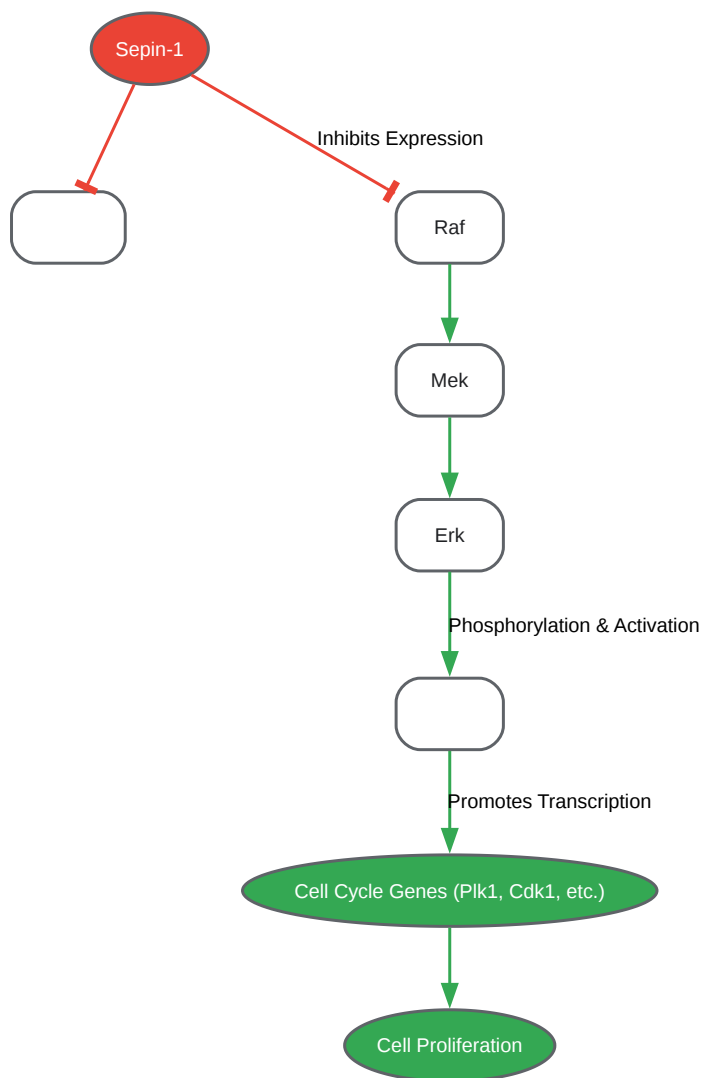 Sepin-1
Inhibits Expression
Raf
Mek
Erk
Phosphorylation & Activation
Promotes Transcription
Cell Cycle Genes (Plk1, Cdk1, etc.)
Cell Proliferation